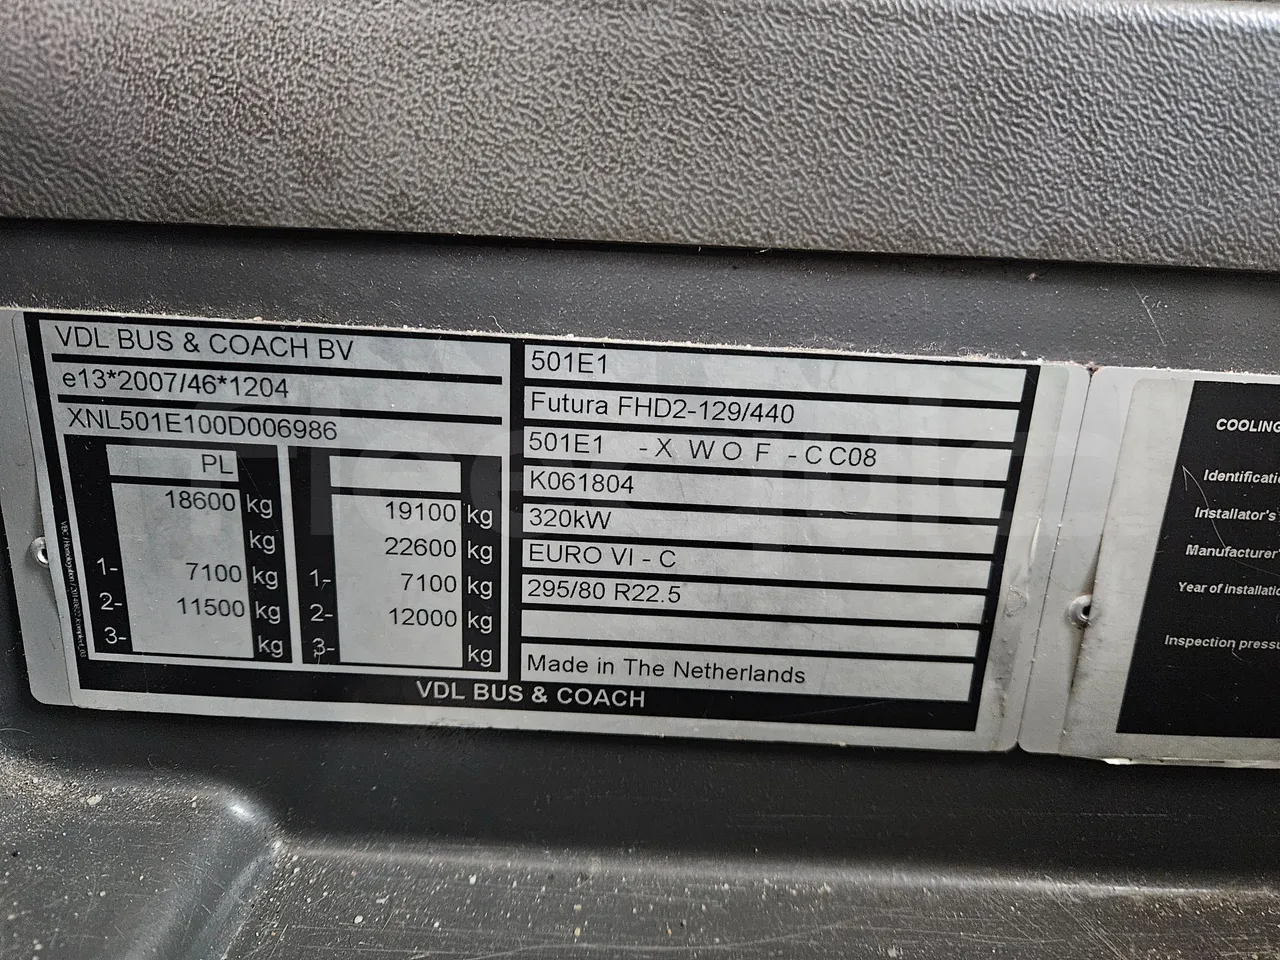 VDL BUS & COACH BV
e13*2007/46*1204
XNL501E100D006986
PL
18600 kg
kg
1- 7100 kg
2- 11500 kg
3- kg
19100 kg
22600 kg
1- 7100 kg
2- 12000 kg
3- kg
501E1
Futura FHD2-129/440
501E1 - X W O F - C C08
K061804
320kW
EURO VI - C
295/80 R22.5
Made in The Netherlands
VDL BUS & COACH
COOLING
Identificatio
Installator's
Manufacturer'
Year of installatio
Inspection pressu